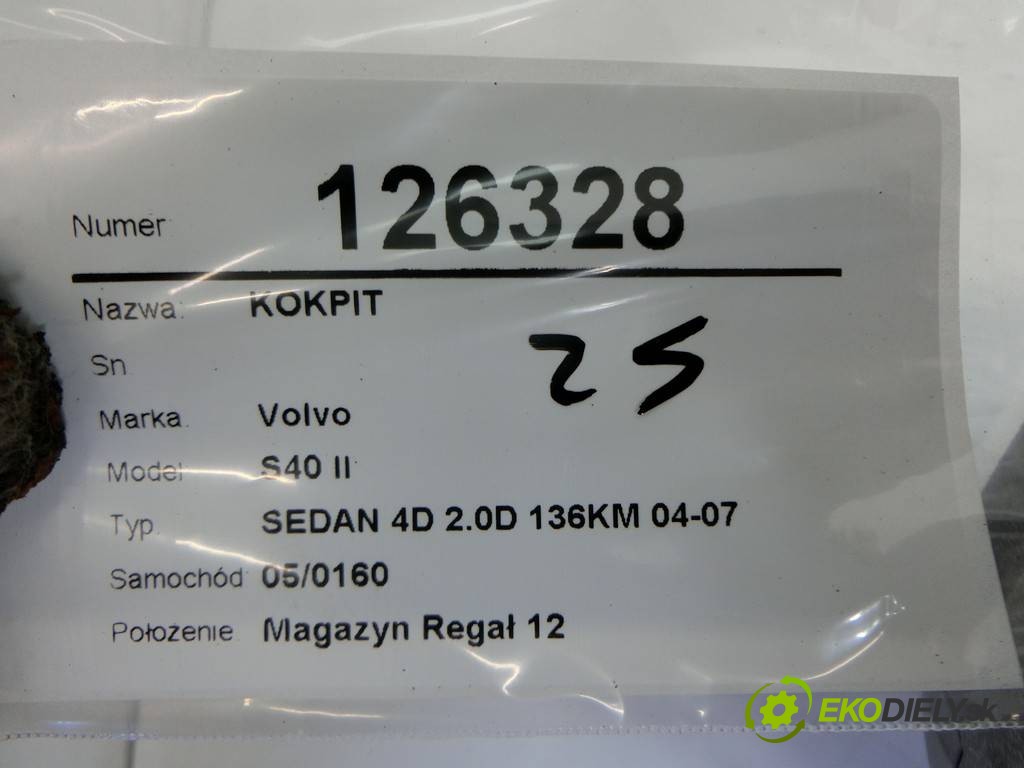 Numer 126328
Nazwa: KOKPIT
25
Sn
Marka. Volvo
Model S40 II
Typ. SEDAN 4D 2.0D 136KM 04-07
Samochód 05/0160
Położenie Magazyn Regał 12
EKODIELY.sk